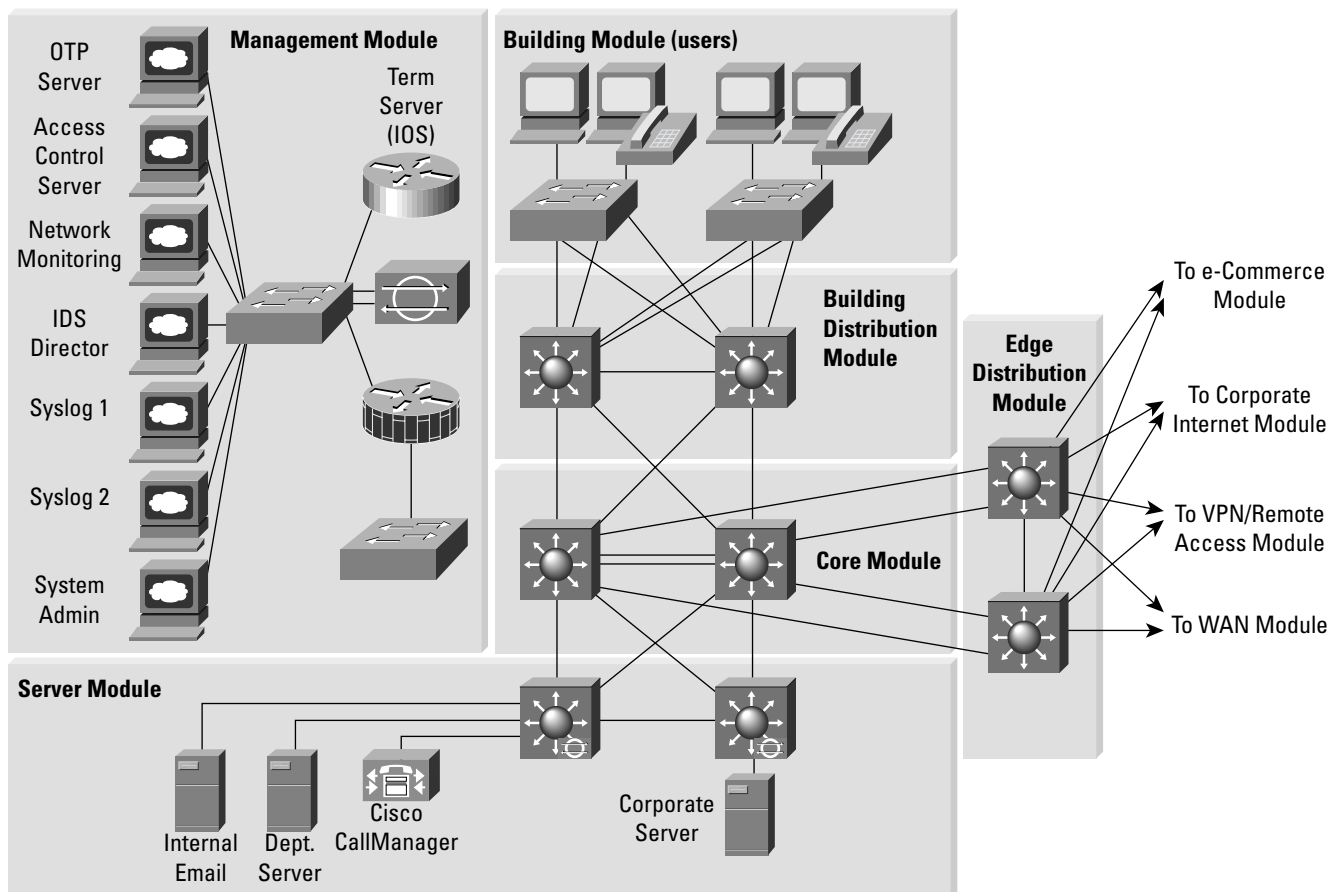 Management Module
OTP
Server
Access
Control
Server
Network
Monitoring
IDS
Director
Syslog 1
Syslog 2
System
Admin
Term
Server
(IOS)
Building Module (users)
Building
Distribution
Module
Core Module
Edge
Distribution
Module
To e-Commerce
Module
To Corporate
Internet Module
To VPN/Remote
Access Module
To WAN Module
Server Module
Internal
Email
Dept.
Server
Cisco
CallManager
Corporate
Server